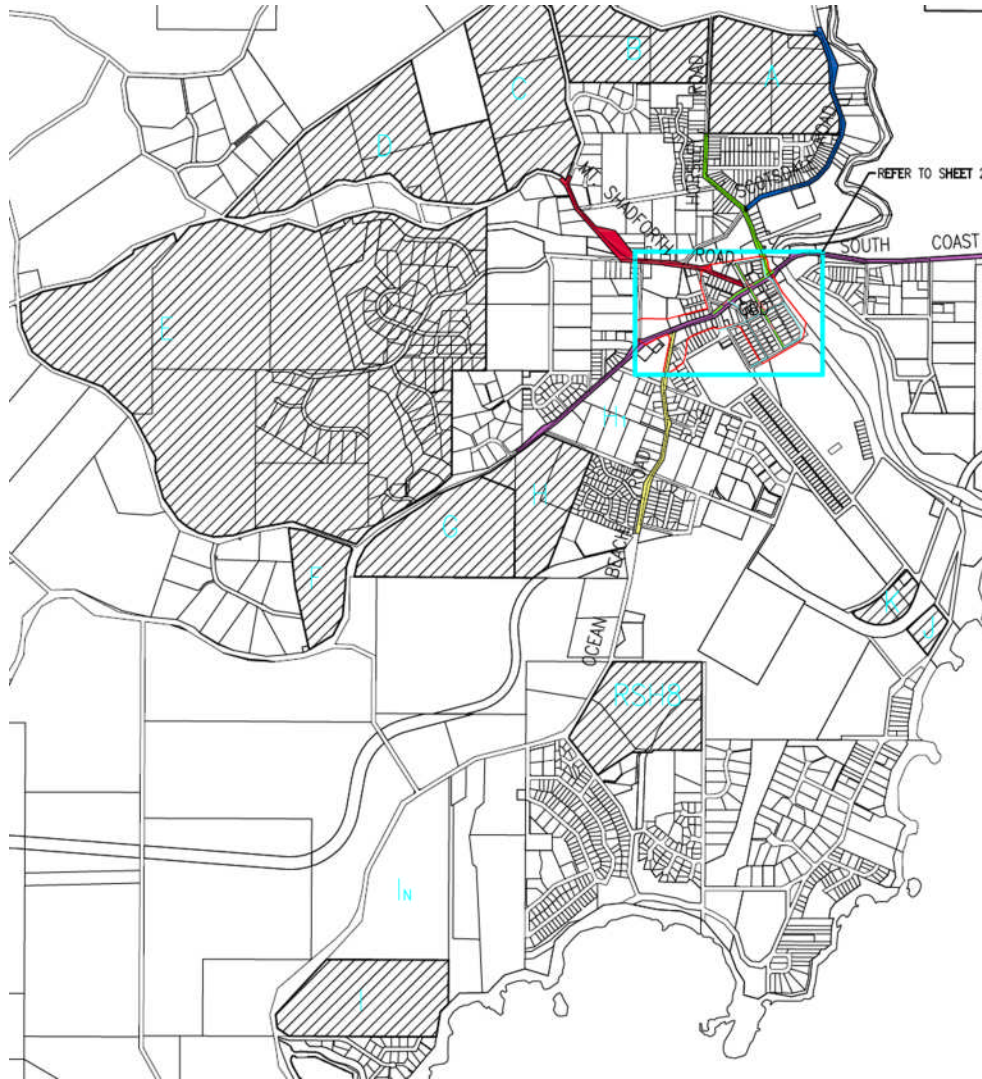 B
A
C
ROAD
D
HORSLEY
SCOTSDALE ROAD
REFER TO SHEET 2
MT SHADFORTH ROAD
SOUTH COAST
E
CBD
H1
H
G
F
OCEAN BEACH ROAD
K
J
RSHB
IN
I